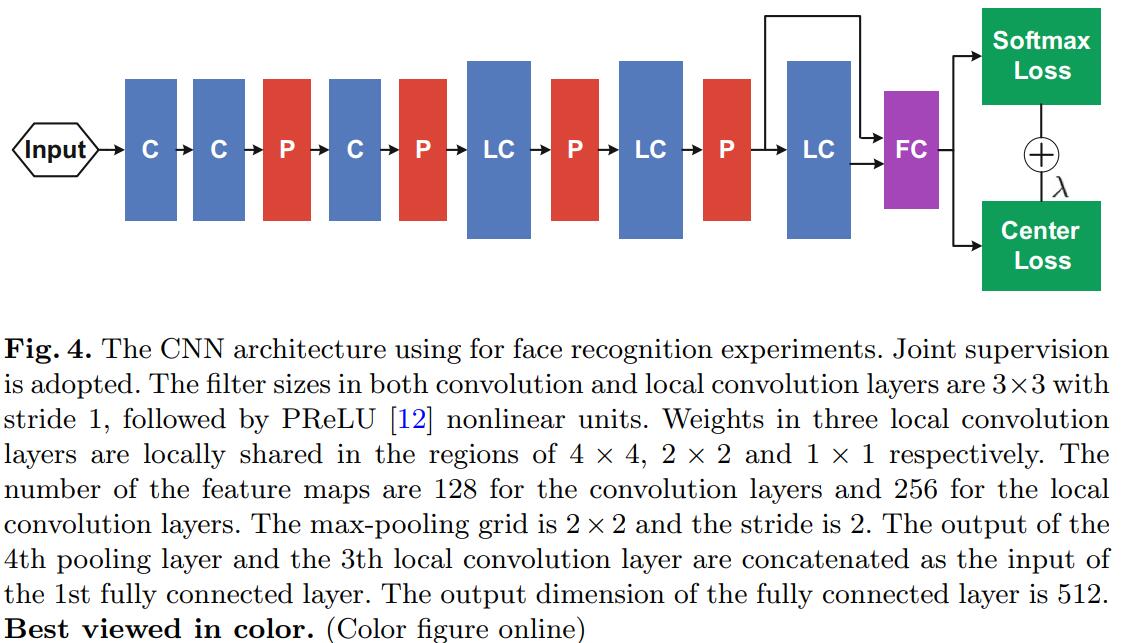 Input
C
C
P
C
P
LC
P
LC
P
LC
FC
Softmax
Loss
+
λ
Center
Loss
Fig. 4. The CNN architecture using for face recognition experiments. Joint supervision
is adopted. The filter sizes in both convolution and local convolution layers are 3×3 with
stride 1, followed by PReLU [12] nonlinear units. Weights in three local convolution
layers are locally shared in the regions of 4 × 4, 2 × 2 and 1 × 1 respectively. The
number of the feature maps are 128 for the convolution layers and 256 for the local
convolution layers. The max-pooling grid is 2 × 2 and the stride is 2. The output of the
4th pooling layer and the 3th local convolution layer are concatenated as the input of
the 1st fully connected layer. The output dimension of the fully connected layer is 512.
Best viewed in color. (Color figure online)